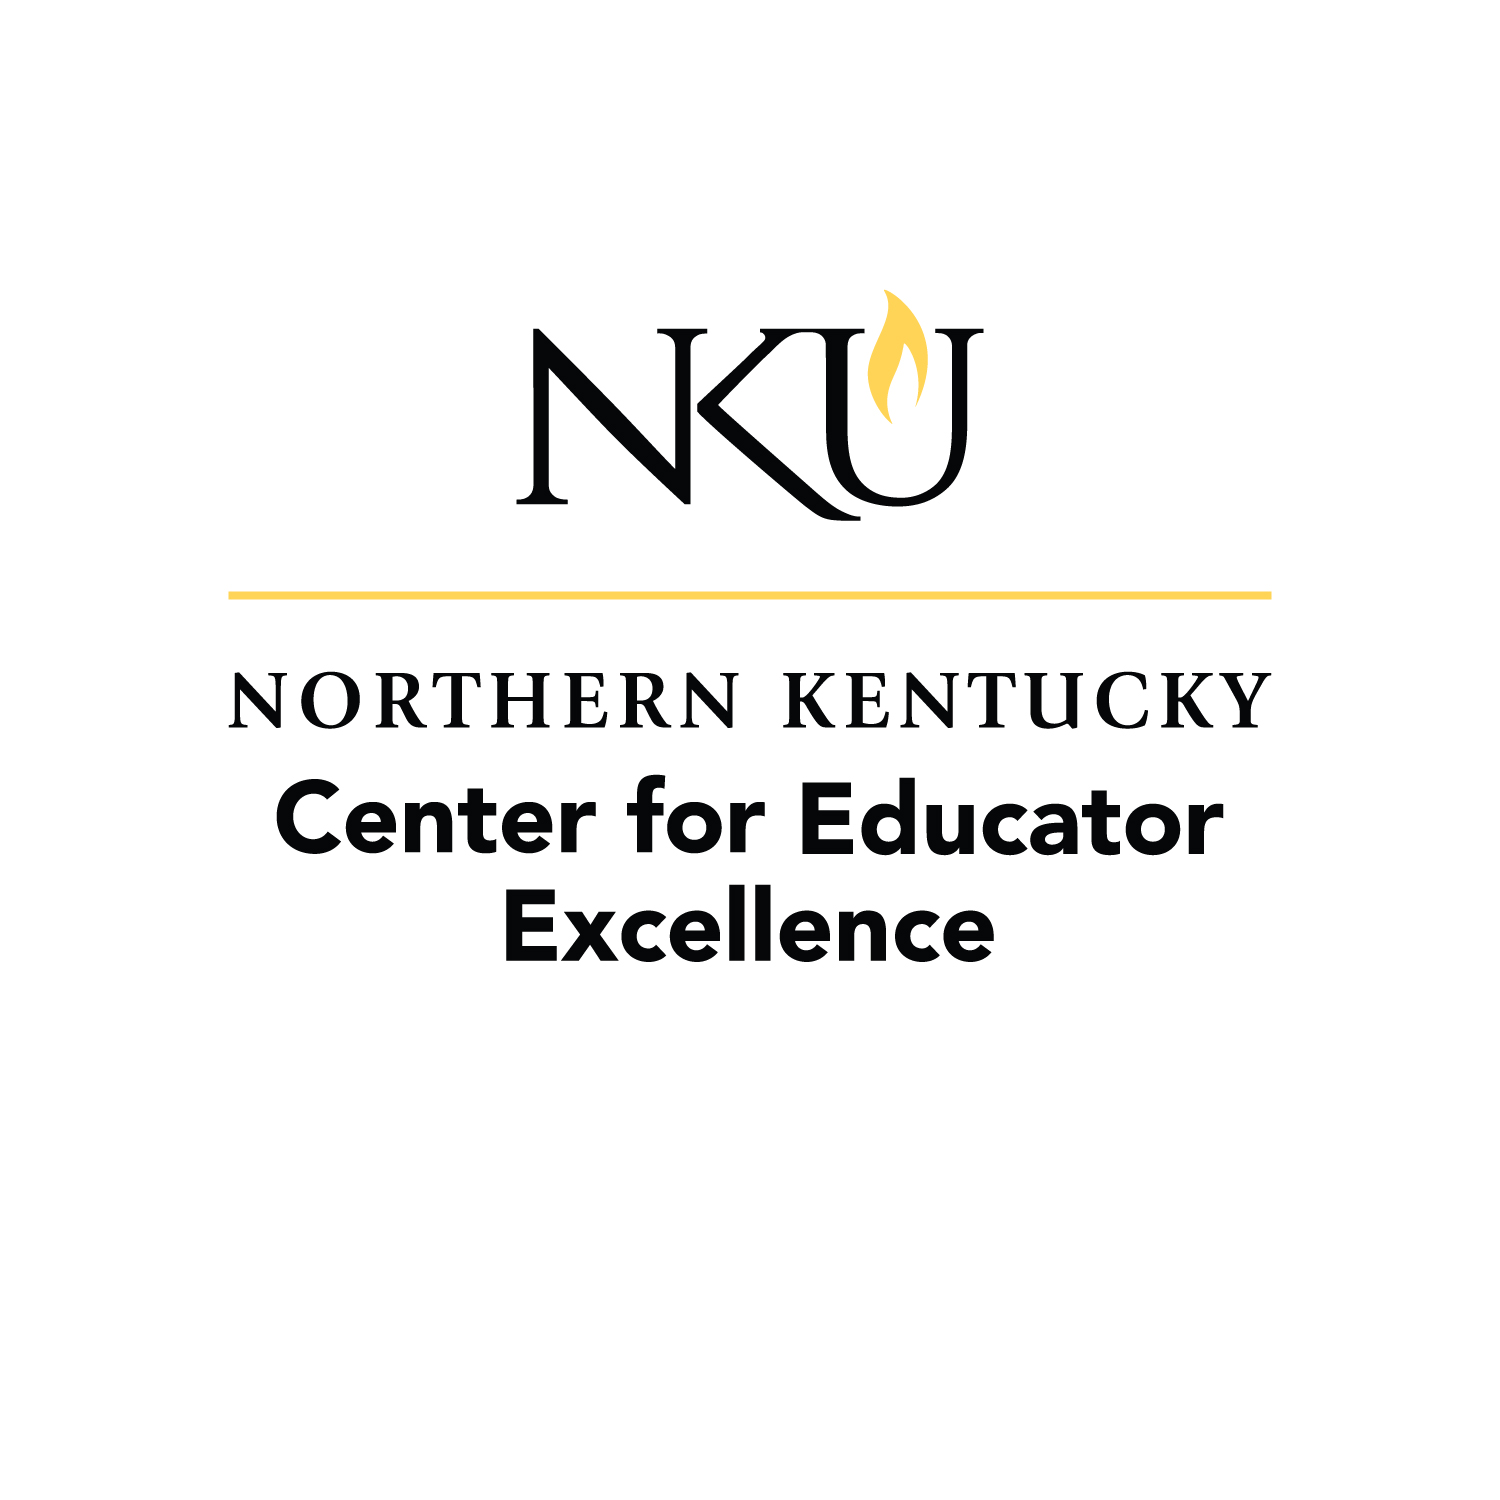 NKU
NORTHERN KENTUCKY
Center for Educator
Excellence